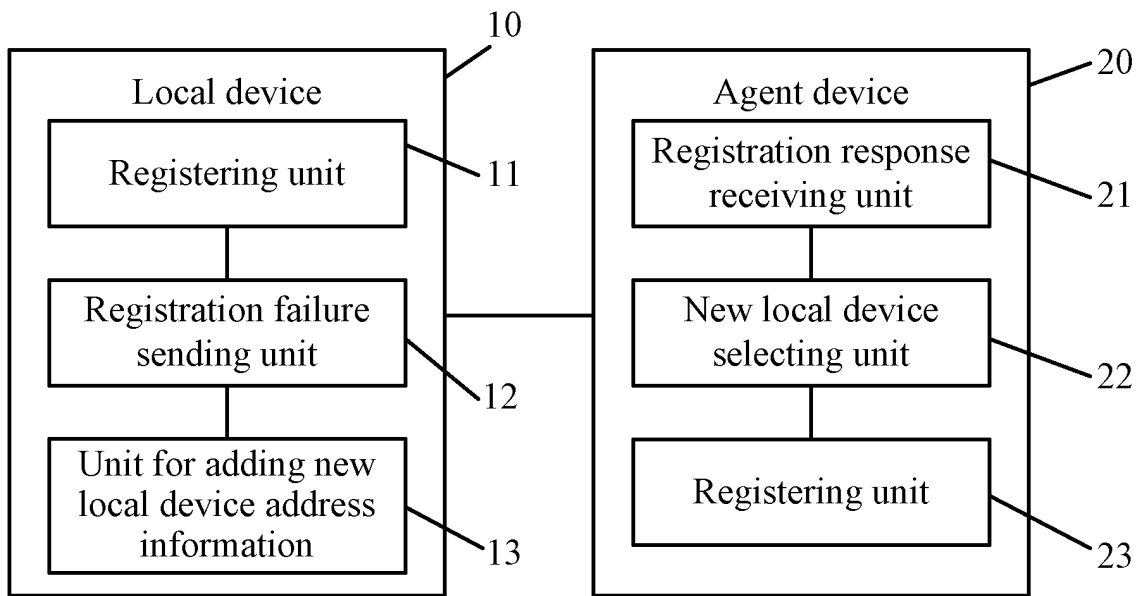 10
Local device
Registering unit
11
Registration failure
sending unit
12
Unit for adding new
local device address
information
13
20
Agent device
Registration response
receiving unit
21
New local device
selecting unit
22
Registering unit
23